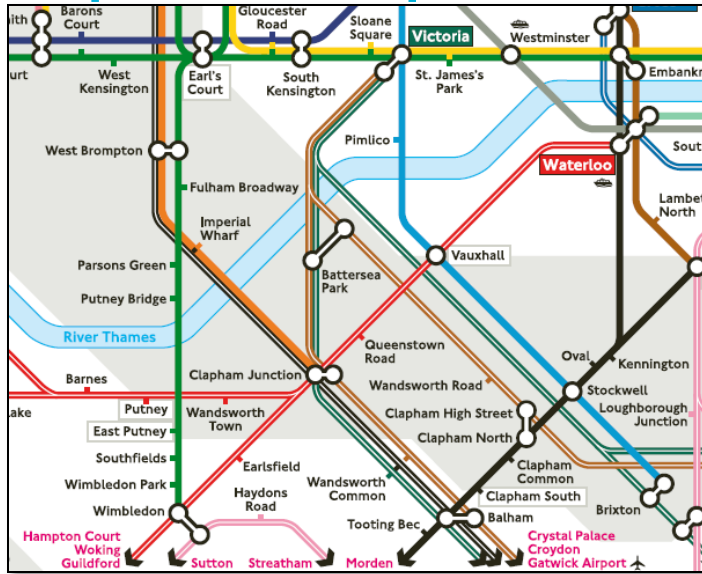 Barons
Court
Gloucester
Road
Sloane
Square
Victoria
Westminster
West
Kensington
Earl's
Court
South
Kensington
St. James's
Park
West Brompton
Pimlico
Waterloo
Fulham Broadway
Imperial
Wharf
Parsons Green
Vauxhall
North
Battersea
Park
Putney Bridge
River Thames
Queenstown
Road
Clapham Junction
Oval
Kennington
Barnes
Wandsworth Road
Stockwell
Putney
Wandsworth
Town
Clapham High Street
Loughborough
Junction
East Putney
Clapham North
Southfields
Earlsfield
Clapham
Common
Wimbledon Park
Haydons
Road
Wandsworth
Common
Clapham South
Wimbledon
Tooting Bec
Balham
Brixton
Hampton Court
Woking
Guildford
Sutton
Streatham
Morden
Crystal Palace
Croydon
Gatwick Airport